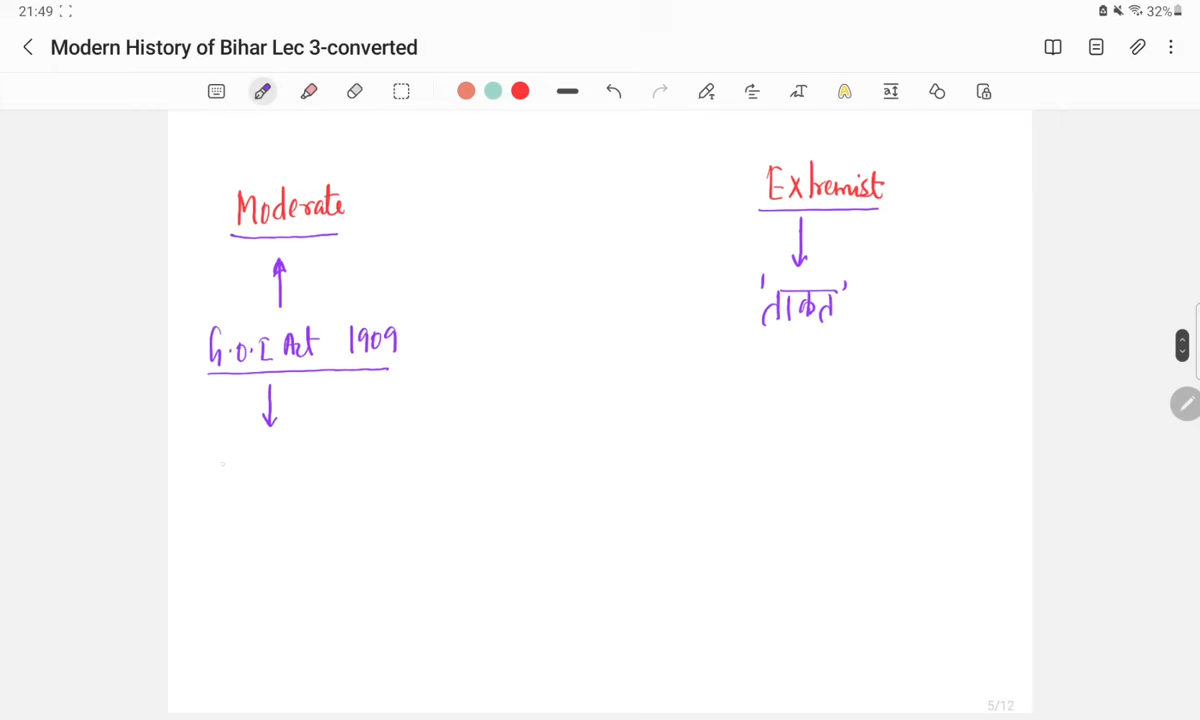 21:49
32%
Modern History of Bihar Lec 3-converted
Moderate
Extremist
G.O.I Act 1909
'ताकत'
5/12